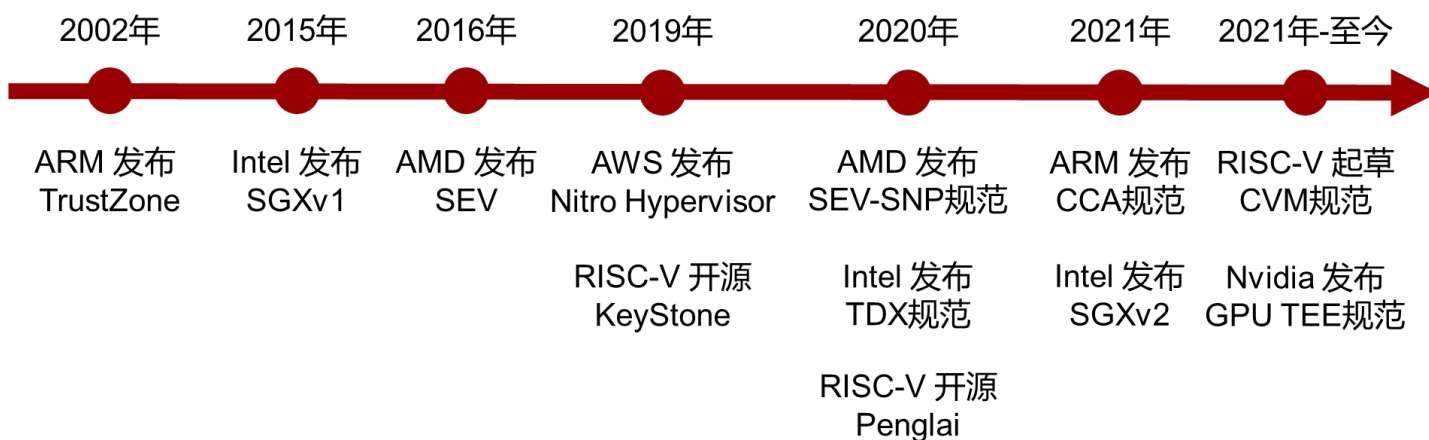 2002年
2015年
2016年
2019年
2020年
2021年
2021年-至今
ARM 发布
TrustZone
Intel 发布
SGXv1
AMD 发布
SEV
AWS 发布
Nitro Hypervisor
RISC-V 开源
KeyStone
AMD 发布
SEV-SNP规范
Intel 发布
TDX规范
RISC-V 开源
Penglai
ARM 发布
CCA规范
Intel 发布
SGXv2
RISC-V 起草
CVM规范
Nvidia 发布
GPU TEE规范